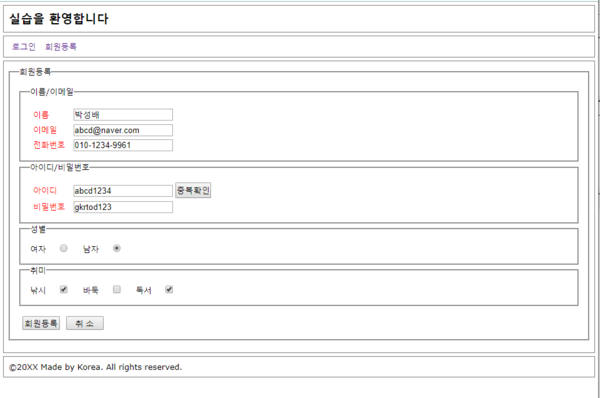 실습을 환영합니다
로그인 회원등록
회원등록
이름/이메일
이름 박성배
이메일 abcd@naver.com
전화번호 010-1234-9961
아이디/비밀번호
아이디 abcd1234 중복확인
비밀번호 gkrtod123
성별
여자 남자
취미
낚시 바둑 독서
회원등록 취 소
©20XX Made by Korea. All rights reserved.